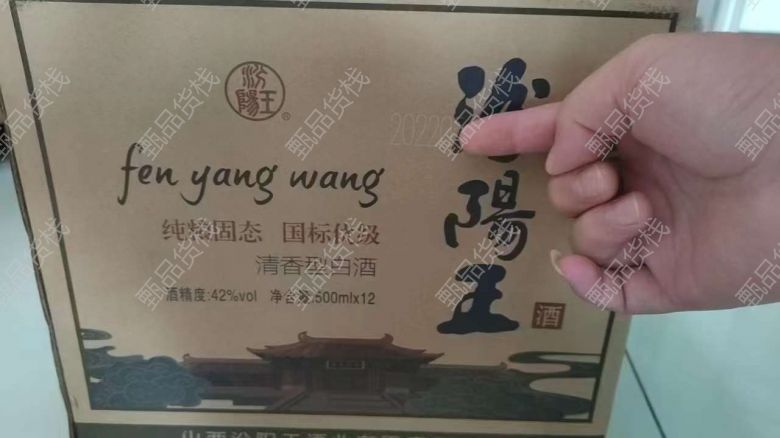 汾陽王
®
fen yang wang
纯粮固态 国标优级
清香型白酒
酒精度:42%vol 净含量:500mlx12
汾陽王
酒
甄品货栈